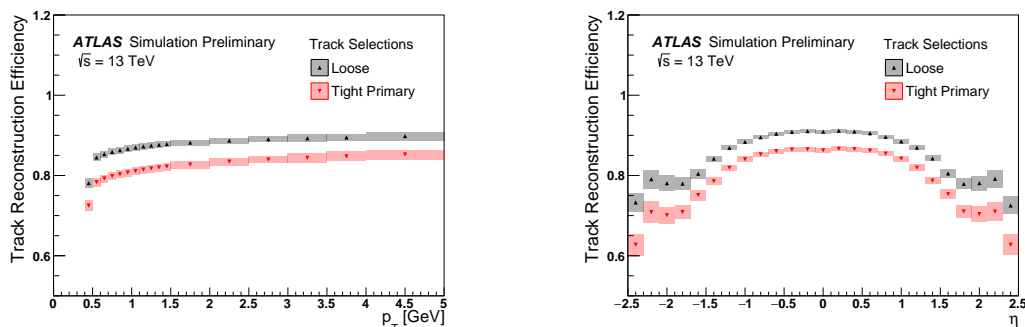 Track Reconstruction Efficiency
1.2
1
0.8
0.6
ATLAS Simulation Preliminary
√s = 13 TeV
Track Selections
Loose
Tight Primary
0 0.5 1 1.5 2 2.5 3 3.5 4 4.5 5
p_T [GeV]
Track Reconstruction Efficiency
1.2
1
0.8
0.6
ATLAS Simulation Preliminary
√s = 13 TeV
Track Selections
Loose
Tight Primary
−2.5 −2 −1.5 −1 −0.5 0 0.5 1 1.5 2 2.5
η